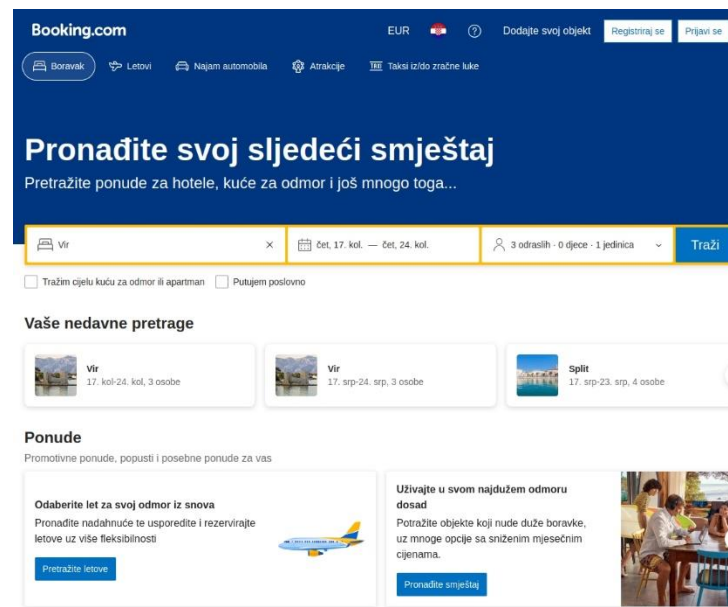 Booking.com
EUR
Dodajte svoj objekt
Registriraj se
Prijavi se
Boravak
Letovi
Najam automobila
Atrakcije
Taksi iz/do zračne luke
Pronađite svoj sljedeći smještaj
Pretražite ponude za hotele, kuće za odmor i još mnogo toga...
Vir
čet, 17. kol. — čet, 24. kol.
3 odraslih · 0 djece · 1 jedinica
Traži
Tražim cijelu kuću za odmor ili apartman
Putujem poslovno
Vaše nedavne pretrage
Vir
17. kol-24. kol, 3 osobe
Vir
17. srp-24. srp, 3 osobe
Split
17. srp-23. srp, 4 osobe
Ponude
Promotivne ponude, popusti i posebne ponude za vas
Odaberite let za svoj odmor iz snova
Pronađite nadahnuće te usporedite i rezervirajte
letove uz više fleksibilnosti
Pretražite letove
Uživajte u svom najdužem odmoru
dosad
Potražite objekte koji nude duže boravke,
uz mnoge opcije sa sniženim mjesečnim
cijenama.
Pronađite smještaj